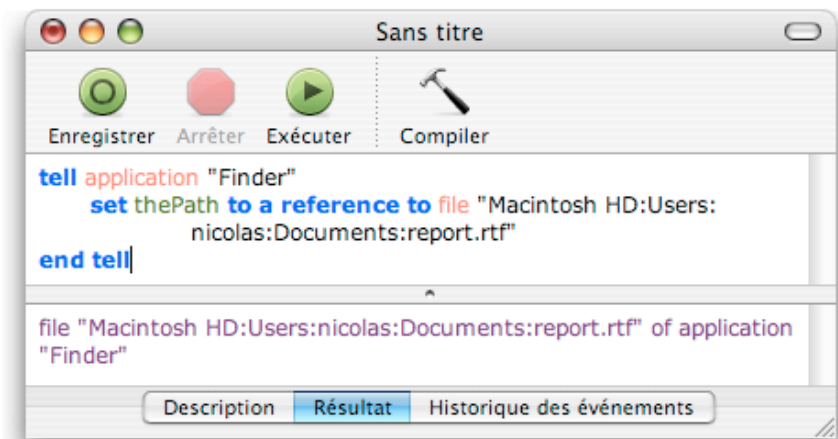 Sans titre
Enregistrer Arrêter Exécuter Compiler
tell application "Finder"
set thePath to a reference to file "Macintosh HD:Users:
nicolas:Documents:report.rtf"
end tell
file "Macintosh HD:Users:nicolas:Documents:report.rtf" of application
"Finder"
Description Résultat Historique des événements